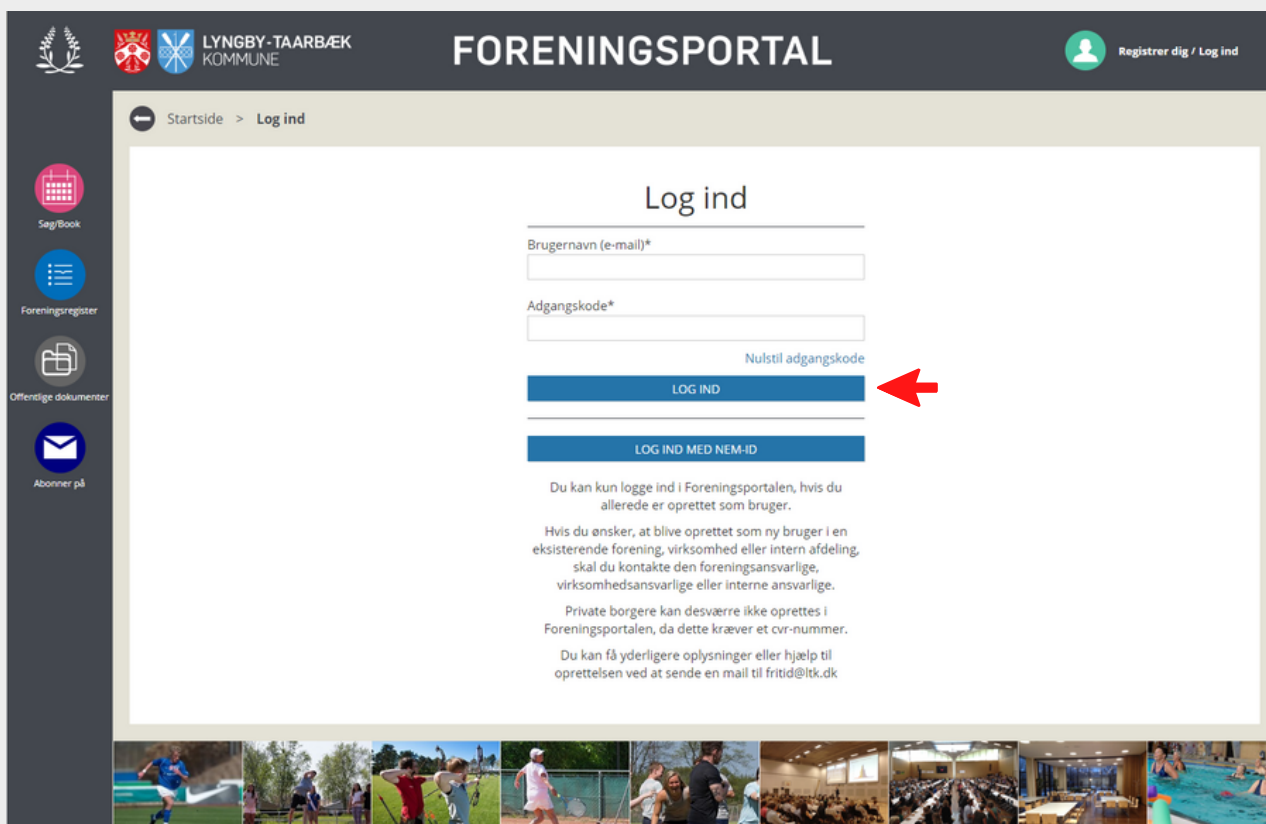 LYNGBY-TAARBÆK
KOMMUNE
FORENINGSPORTAL
Registrer dig / Log ind
Startside > Log ind
Søg/Book
Foreningsregister
Offentlige dokumenter
Abonner på
Log ind
Brugernavn (e-mail)*
Adgangskode*
Nulstil adgangskode
LOG IND
LOG IND MED NEM-ID
Du kan kun logge ind i Foreningsportalen, hvis du
allerede er oprettet som bruger.
Hvis du ønsker, at blive oprettet som ny bruger i en
eksisterende forening, virksomhed eller intern afdeling,
skal du kontakte den foreningsansvarlige,
virksomhedsansvarlige eller interne ansvarlige.
Private borgere kan desværre ikke oprettes i
Foreningsportalen, da dette kræver et cvr-nummer.
Du kan få yderligere oplysninger eller hjælp til
oprettelsen ved at sende en mail til fritid@ltk.dk